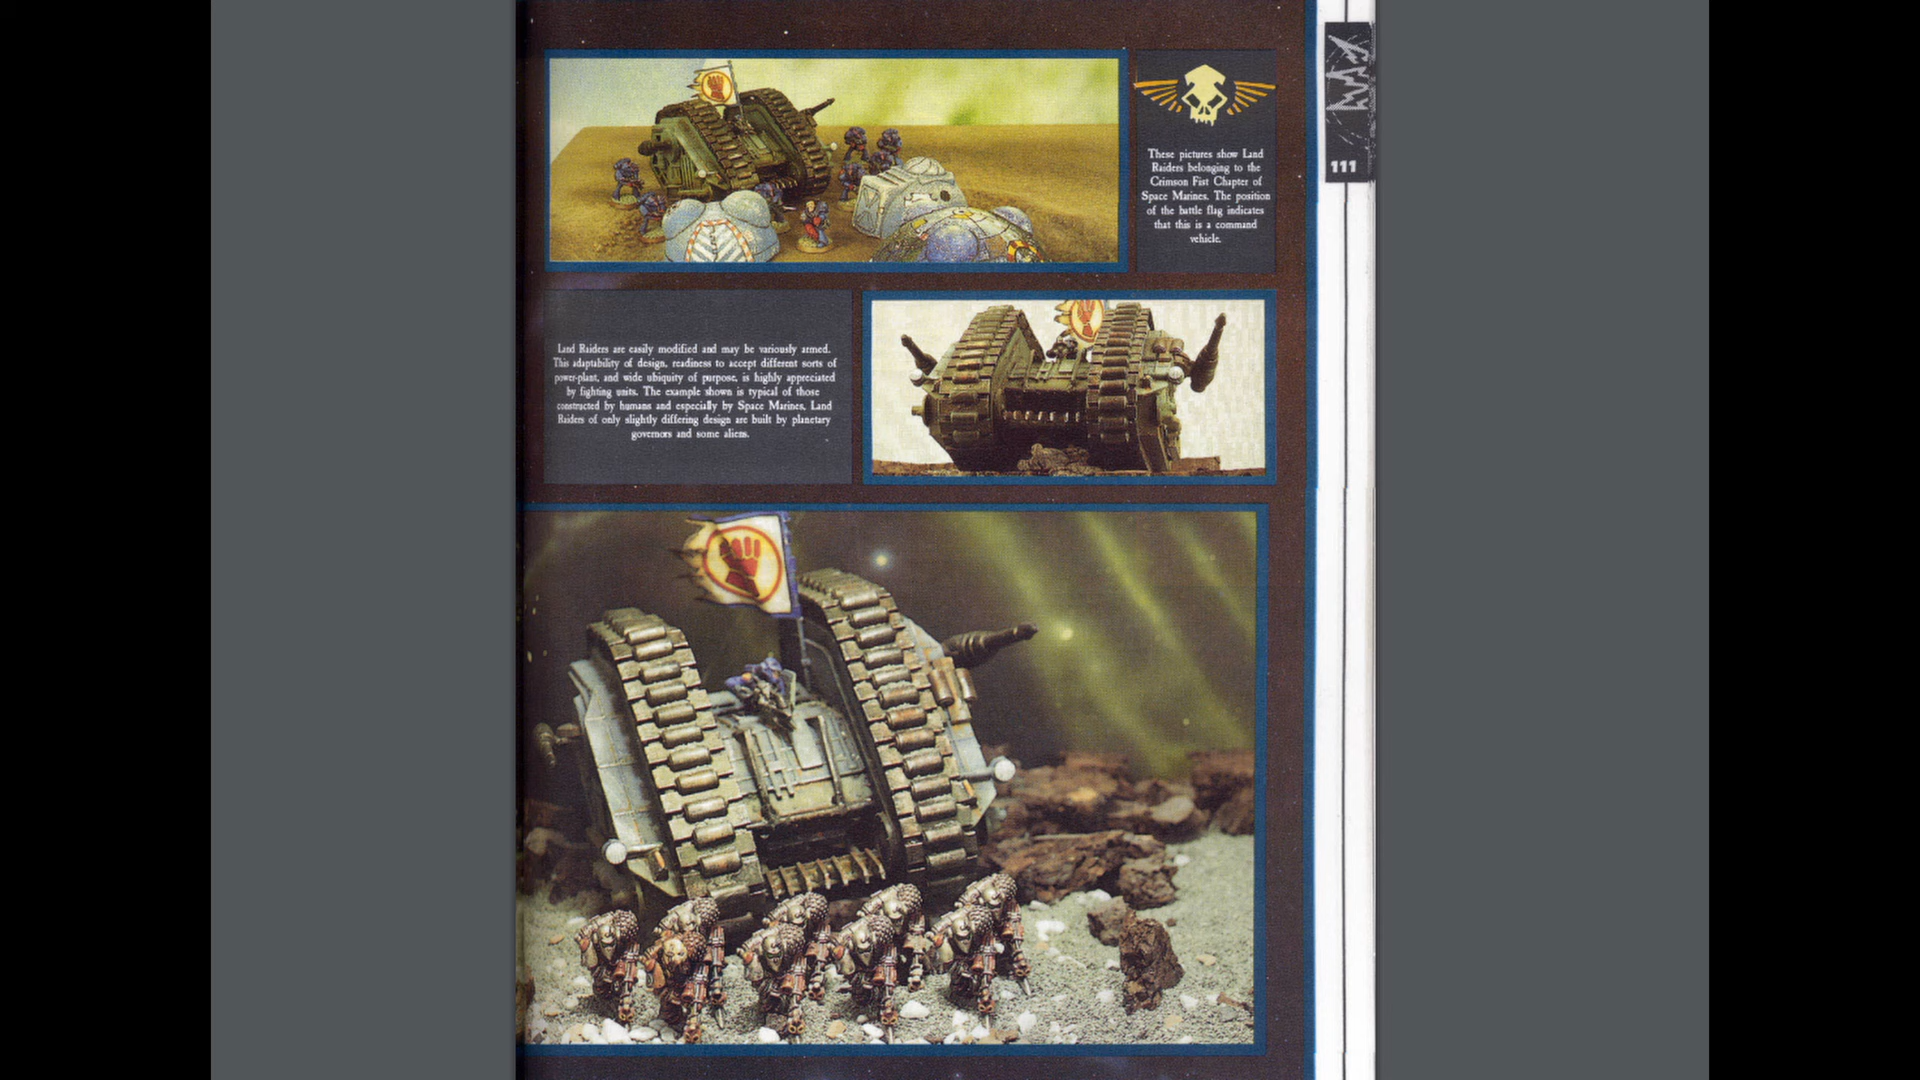 These pictures show Land
Raiders belonging to the
Crimson Fist Chapter of
Space Marines. The position
of the battle flag indicates
that this is a command
vehicle.
111
Land Raiders are easily modified and may be variously armed.
This adaptability of design, readiness to accept different sorts of
power-plant, and wide ubiquity of purpose, is highly appreciated
by fighting units. The example shown is typical of those
constructed by humans and especially by Space Marines. Land
Raiders of only slightly differing design are built by planetary
governors and some aliens.